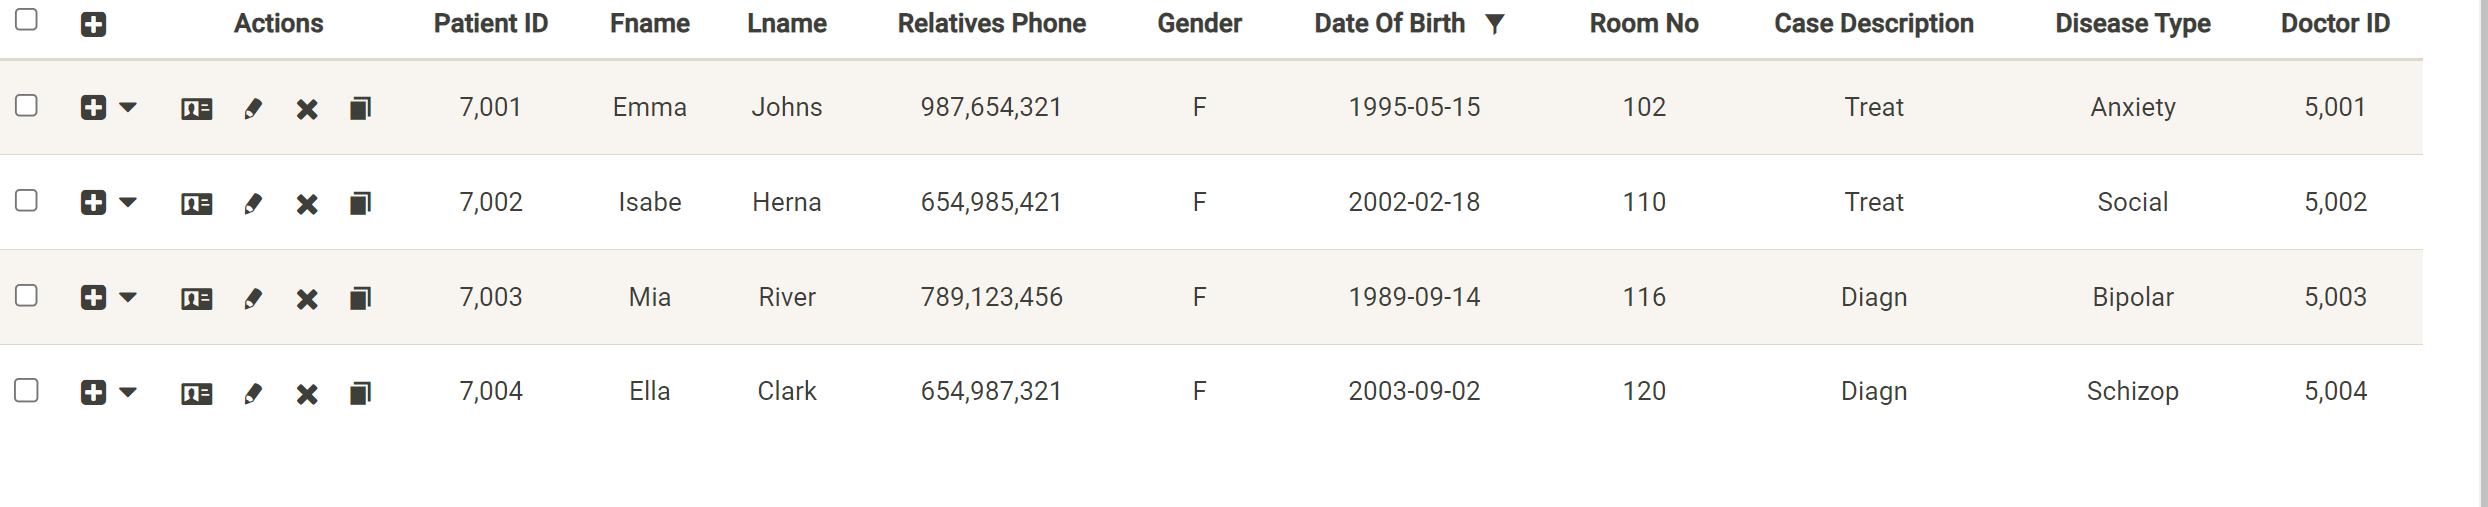 Actions Patient ID Fname Lname Relatives Phone Gender Date Of Birth Room No Case Description Disease Type Doctor ID
7,001 Emma Johns 987,654,321 F 1995-05-15 102 Treat Anxiety 5,001
7,002 Isabe Herna 654,985,421 F 2002-02-18 110 Treat Social 5,002
7,003 Mia River 789,123,456 F 1989-09-14 116 Diagn Bipolar 5,003
7,004 Ella Clark 654,987,321 F 2003-09-02 120 Diagn Schizop 5,004